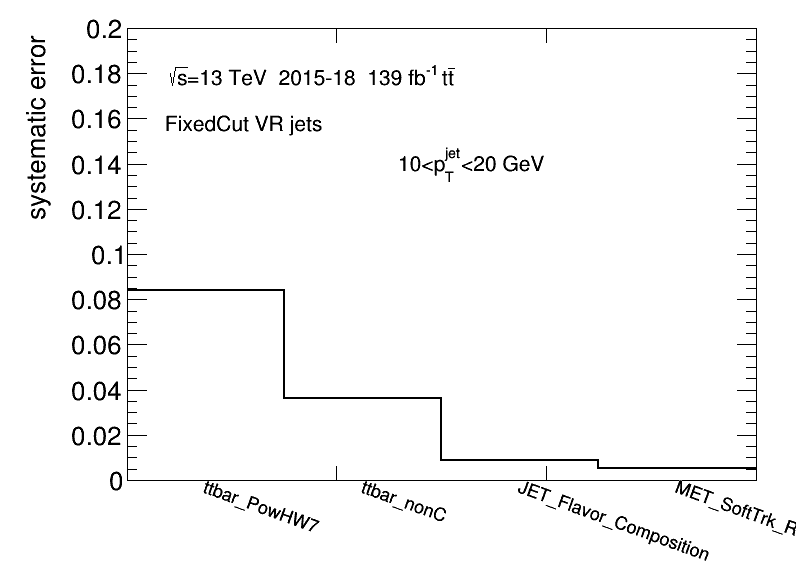 systematic error
0.2
0.18
0.16
0.14
0.12
0.1
0.08
0.06
0.04
0.02
0
√s=13 TeV 2015-18 139 fb⁻¹ tt̄
FixedCut VR jets
10<p_T^jet<20 GeV
ttbar_PowHW7
ttbar_nonC
JET_Flavor_Composition
MET_SoftTrk_R